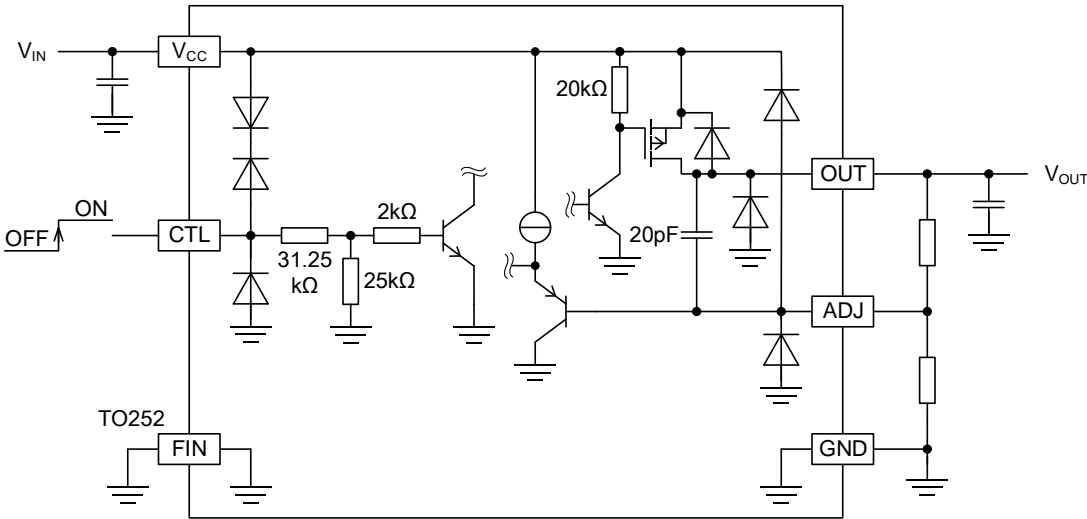 V_IN
V_CC
20kΩ
OUT
V_OUT
ON
OFF
CTL
2kΩ
31.25
kΩ
25kΩ
20pF
ADJ
TO252
FIN
GND